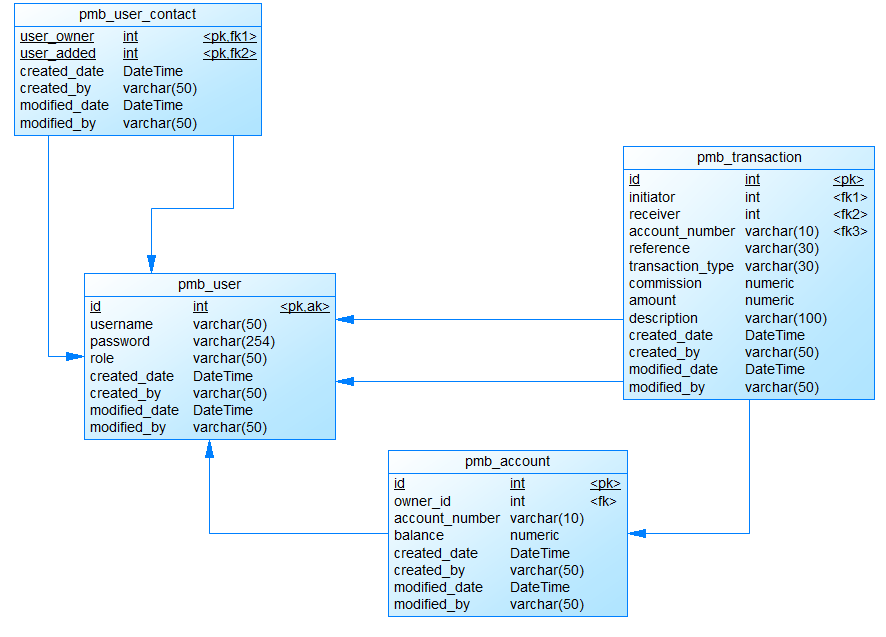 pmb_user_contact
user_owner int <pk,fk1>
user_added int <pk,fk2>
created_date DateTime
created_by varchar(50)
modified_date DateTime
modified_by varchar(50)
pmb_transaction
id int <pk>
initiator int <fk1>
receiver int <fk2>
account_number varchar(10) <fk3>
reference varchar(30)
transaction_type varchar(30)
commission numeric
amount numeric
description varchar(100)
created_date DateTime
created_by varchar(50)
modified_date DateTime
modified_by varchar(50)
pmb_user
id int <pk,ak>
username varchar(50)
password varchar(254)
role varchar(50)
created_date DateTime
created_by varchar(50)
modified_date DateTime
modified_by varchar(50)
pmb_account
id int <pk>
owner_id int <fk>
account_number varchar(10)
balance numeric
created_date DateTime
created_by varchar(50)
modified_date DateTime
modified_by varchar(50)